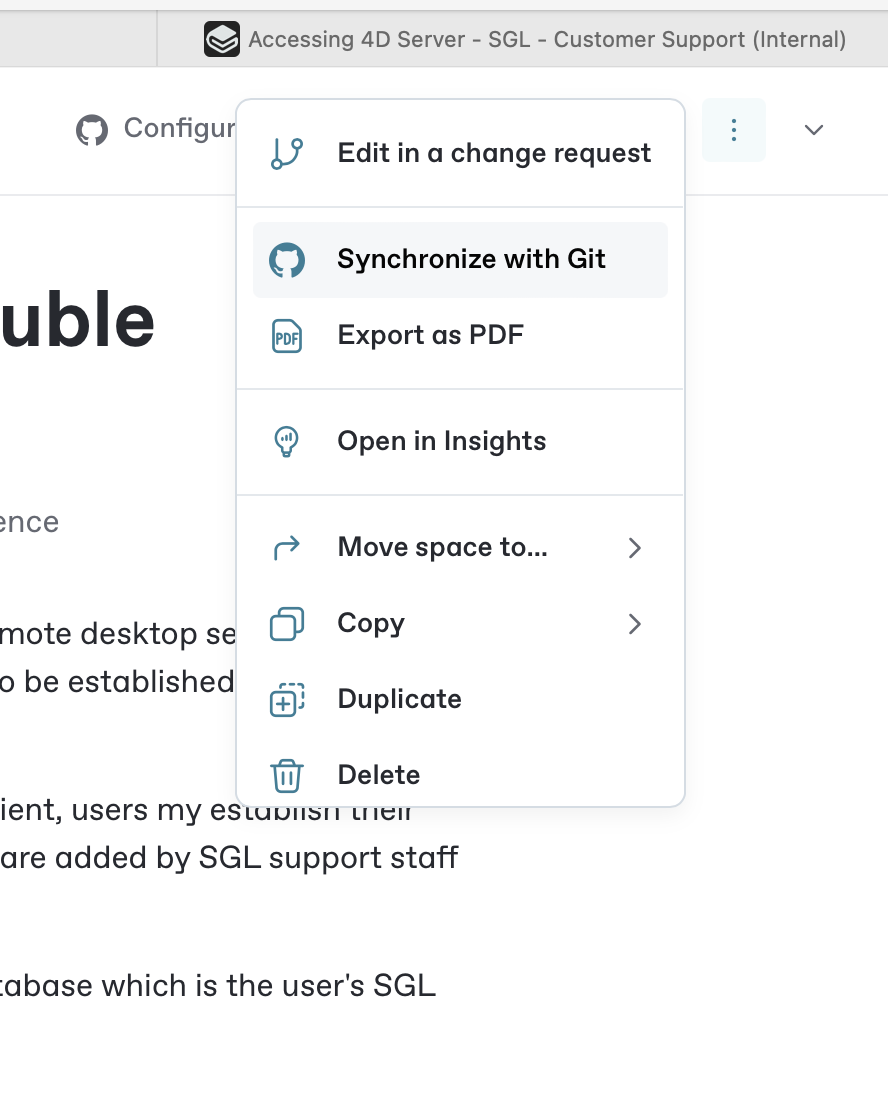 Accessing 4D Server - SGL - Customer Support (Internal)
Configur
Edit in a change request
Synchronize with Git
Export as PDF
Open in Insights
Move space to...
Copy
Duplicate
Delete
uble
ence
mote desktop se
o be established
ient, users my establish their
are added by SGL support staff
tabase which is the user's SGL